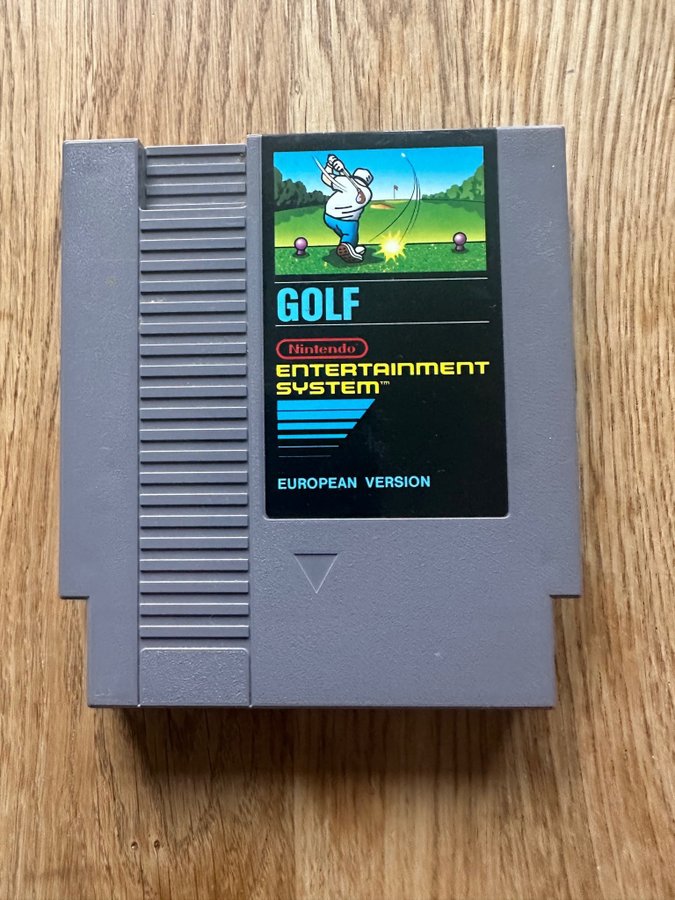 GOLF
Nintendo
ENTERTAINMENT
SYSTEM™
EUROPEAN VERSION